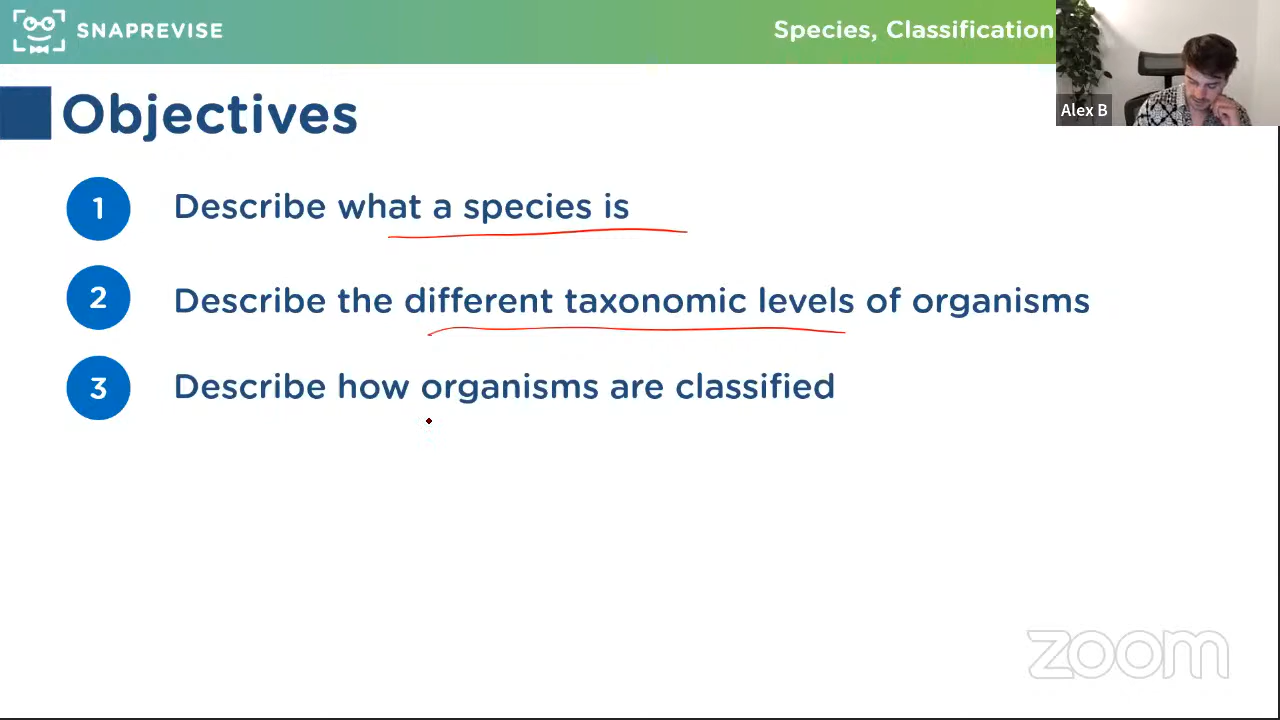 SNAPREVISE
Species, Classification
Alex B
Objectives
1 Describe what a species is
2 Describe the different taxonomic levels of organisms
3 Describe how organisms are classified
zoom